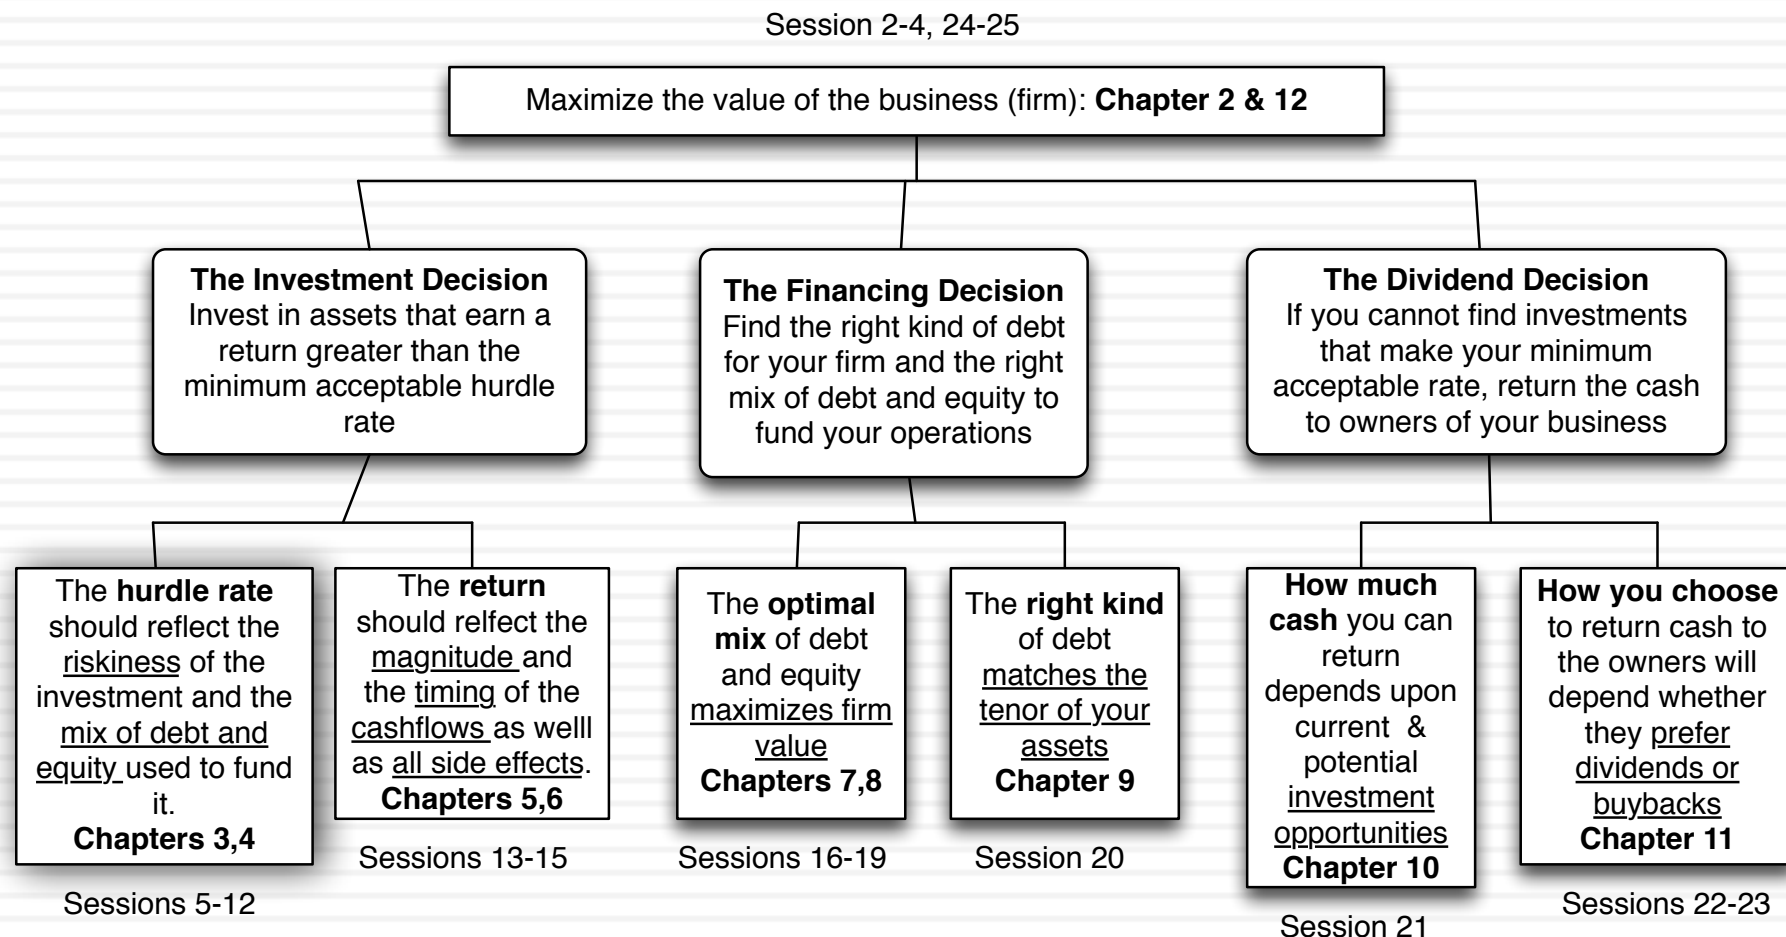 Session 2-4, 24-25
Maximize the value of the business (firm): Chapter 2 & 12
The Investment Decision
Invest in assets that earn a
return greater than the
minimum acceptable hurdle
rate
The Financing Decision
Find the right kind of debt
for your firm and the right
mix of debt and equity to
fund your operations
The Dividend Decision
If you cannot find investments
that make your minimum
acceptable rate, return the cash
to owners of your business
The hurdle rate
should reflect the
riskiness of the
investment and the
mix of debt and
equity used to fund
it.
Chapters 3,4
Sessions 5-12
The return
should relfect the
magnitude and
the timing of the
cashflows as welll
as all side effects.
Chapters 5,6
Sessions 13-15
The optimal
mix of debt
and equity
maximizes firm
value
Chapters 7,8
Sessions 16-19
The right kind
of debt
matches the
tenor of your
assets
Chapter 9
Session 20
How much
cash you can
return
depends upon
current & 
potential
investment
opportunities
Chapter 10
Session 21
How you choose
to return cash to
the owners will
depend whether
they prefer
dividends or
buybacks
Chapter 11
Sessions 22-23